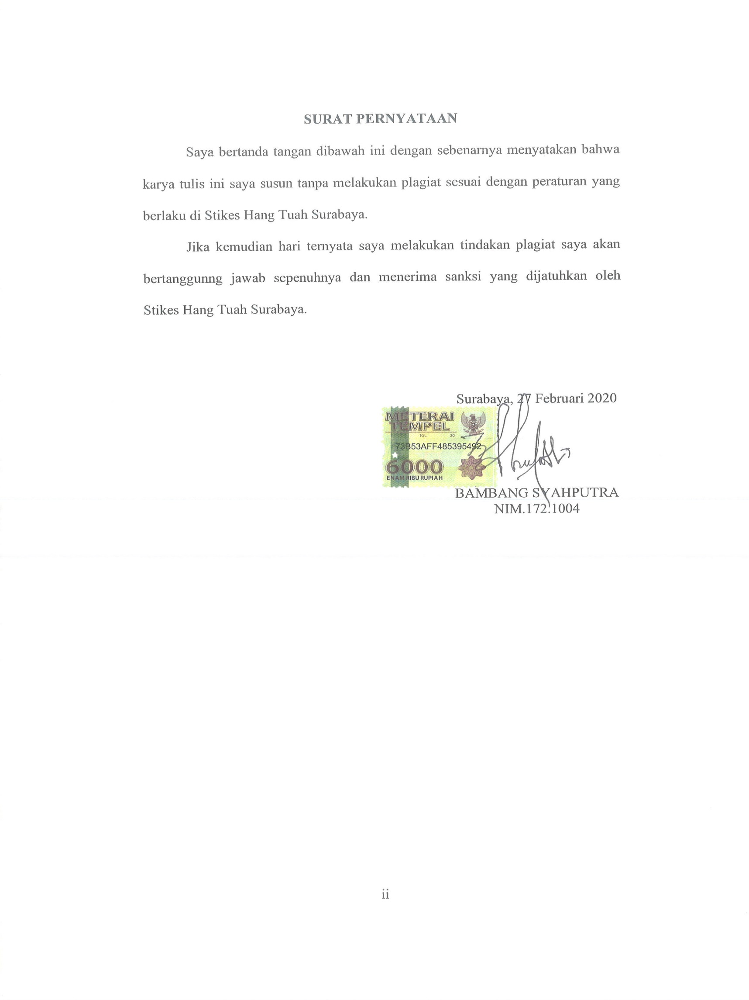 SURAT PERNYATAAN
Saya bertanda tangan dibawah ini dengan sebenarnya menyatakan bahwa
karya tulis ini saya susun tanpa melakukan plagiat sesuai dengan peraturan yang
berlaku di Stikes Hang Tuah Surabaya.
Jika kemudian hari ternyata saya melakukan tindakan plagiat saya akan
bertanggunng jawab sepenuhnya dan menerima sanksi yang dijatuhkan oleh
Stikes Hang Tuah Surabaya.
Surabaya, 27 Februari 2020
METERAI
TEMPEL
TGL. 20
73B53AFF485395492
6000
ENAM RIBU RUPIAH
BAMBANG SYAHPUTRA
NIM.172.1004
ii